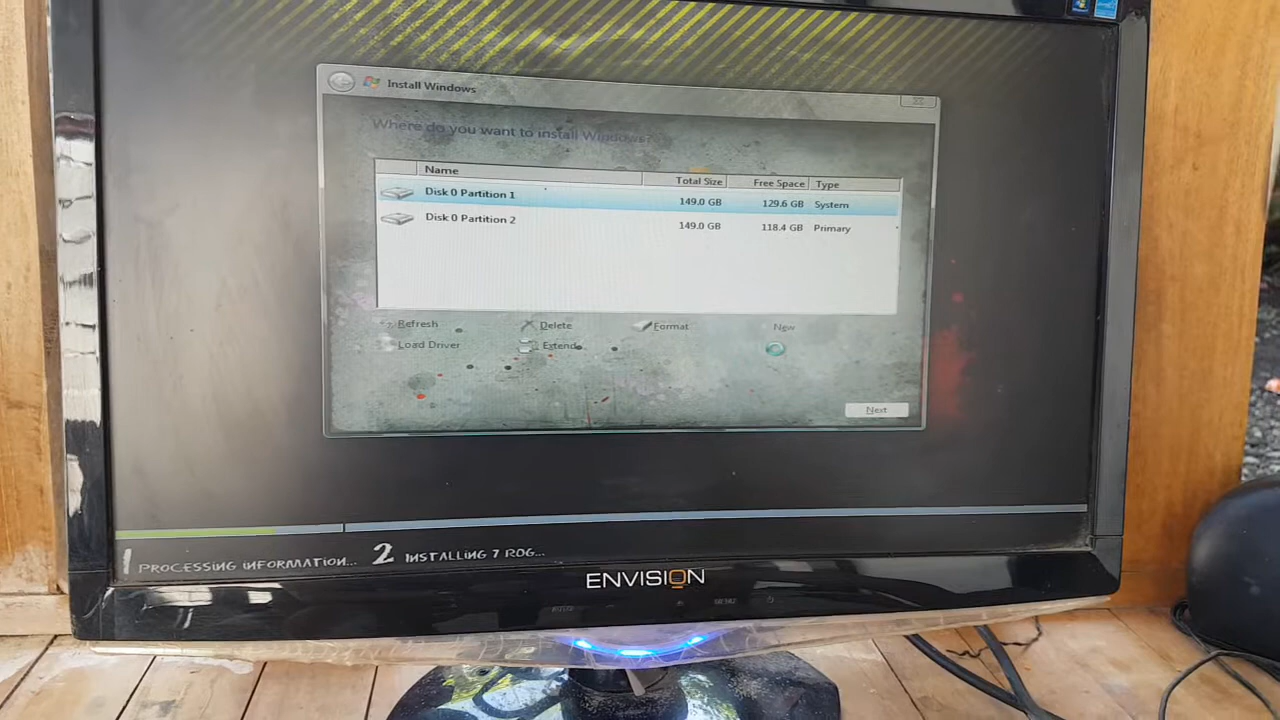 Install Windows
Where do you want to install Windows?
Name Total Size Free Space Type
Disk 0 Partition 1 149.0 GB 129.6 GB System
Disk 0 Partition 2 149.0 GB 118.4 GB Primary
Refresh Delete Format New
Load Driver Extend
Next
1 PROCESSING INFORMATION... 2 INSTALLING 7 ROG...
ENVISION